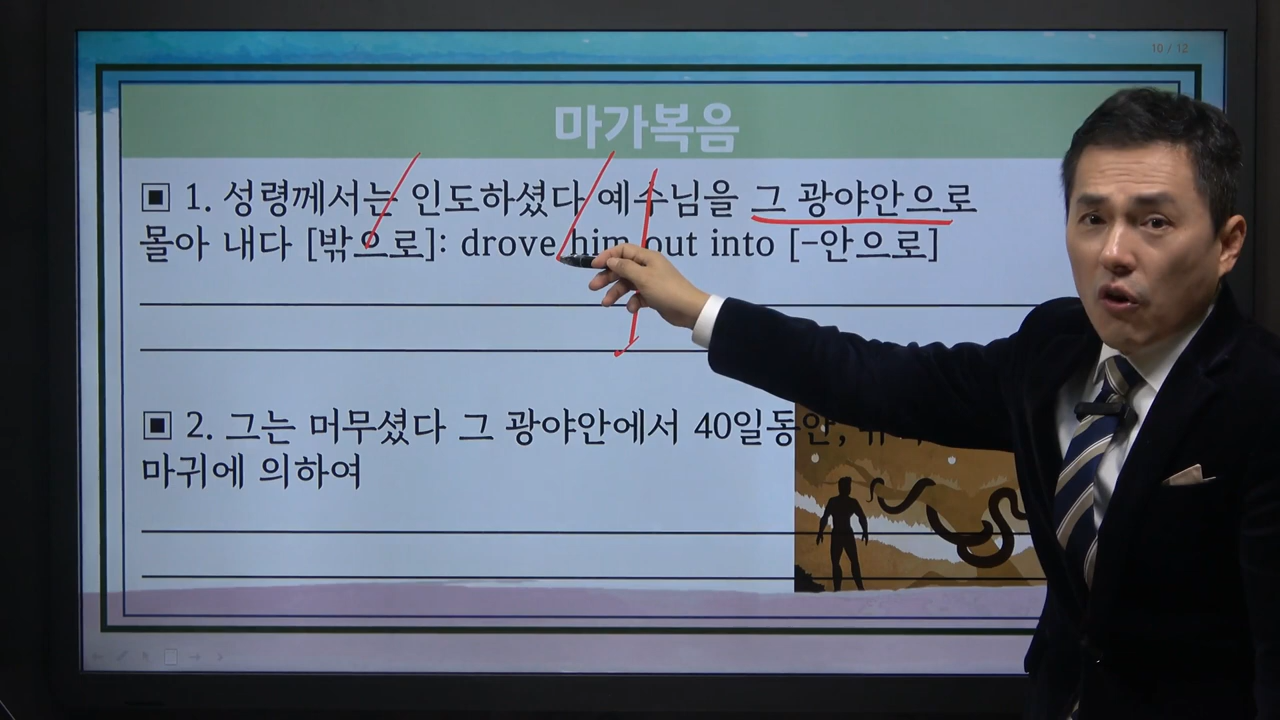 10 / 12
마가복음
▣ 1. 성령께서는 인도하셨다 예수님을 그 광야안으로
몰아 내다 [밖으로]: drove him out into [-안으로]
▣ 2. 그는 머무셨다 그 광야안에서 40일동안,
마귀에 의하여